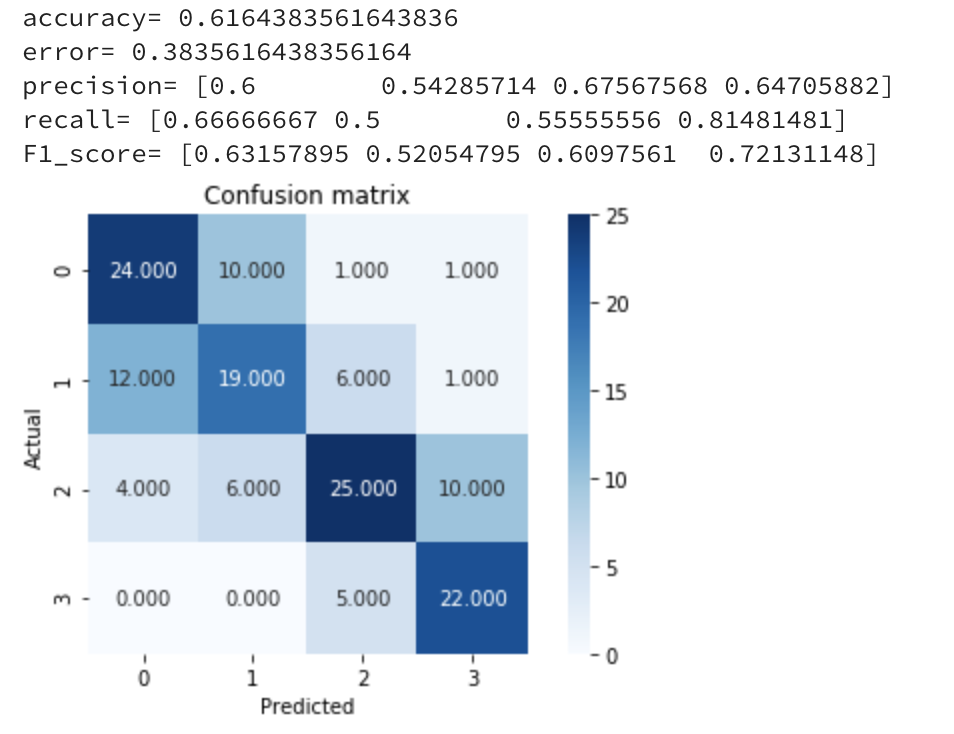 accuracy= 0.6164383561643836
error= 0.3835616438356164
precision= [0.6        0.54285714 0.67567568 0.64705882]
recall= [0.66666667 0.5        0.55555556 0.81481481]
F1_score= [0.63157895 0.52054795 0.6097561  0.72131148]
Confusion matrix
0 24.000 10.000 1.000 1.000
1 12.000 19.000 6.000 1.000
2 4.000 6.000 25.000 10.000
3 0.000 0.000 5.000 22.000
Actual
0 1 2 3
Predicted
25
20
15
10
5
0